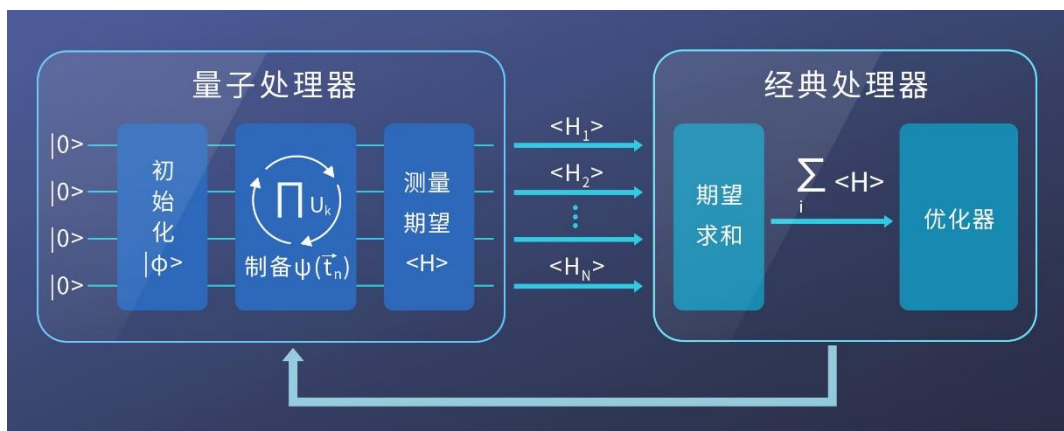 量子处理器
|0>
|0>
|0>
|0>
初始化
|Φ>
∏ U_k
制备ψ(t⃗_n)
测量
期望
<H>
<H_1>
<H_2>
⋮
<H_N>
经典处理器
期望
求和
∑_i <H>
优化器